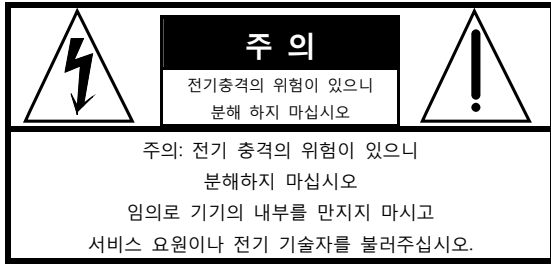 주 의
전기충격의 위험이 있으니
분해 하지 마십시오
주의: 전기 충격의 위험이 있으니
분해하지 마십시오
임의로 기기의 내부를 만지지 마시고
서비스 요원이나 전기 기술자를 불러주십시오.